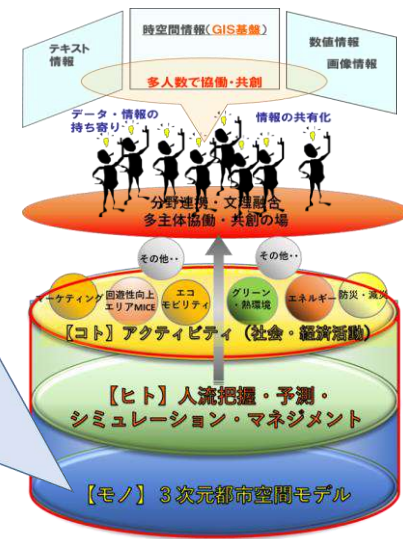 テキスト
情報
時空間情報(GIS基盤)
数値情報
画像情報
多人数で協働・共創
データ・情報の
持ち寄り
情報の共有化
分野連携・文理融合
多主体協働・共創の場
その他‥
その他‥
マーケティング
回遊性向上
エリアMICE
エコ
モビリティ
グリーン
・熱環境
エネルギー
防災・減災
【コト】アクティビティ（社会・経済活動）
【ヒト】人流把握・予測・
シミュレーション・マネジメント
【モノ】３次元都市空間モデル